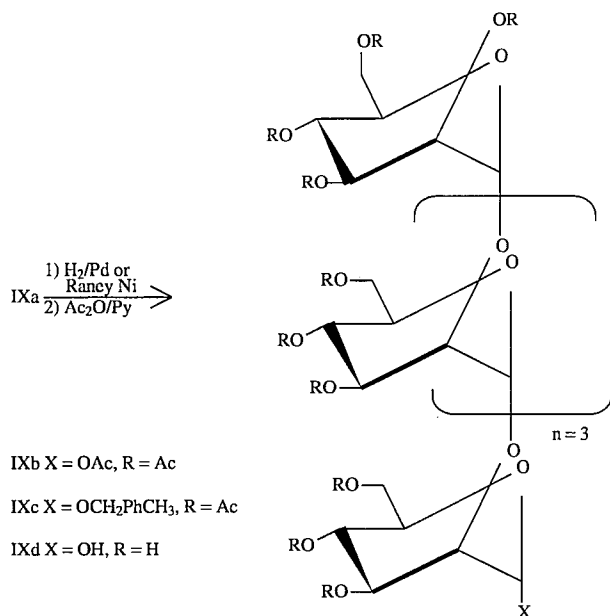 OR
OR
O
RO
RO
O
1) H₂/Pd or
Raney Ni
IXa
2) Ac₂O/Py
RO
O
RO
RO
n = 3
O
IXb X = OAc, R = Ac
RO
O
IXc X = OCH₂PhCH₃, R = Ac
RO
IXd X = OH, R = H
RO
X